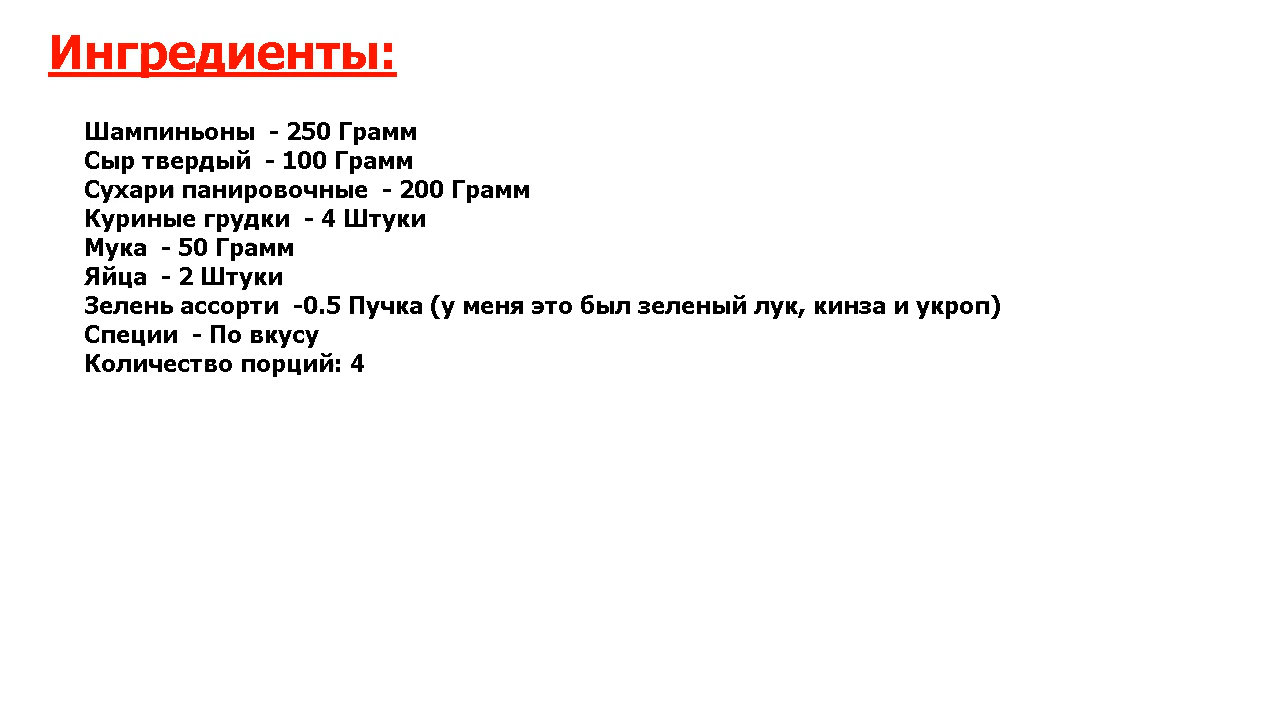 Ингредиенты:
Шампиньоны  - 250 Грамм
Сыр твердый  - 100 Грамм
Сухари панировочные  - 200 Грамм
Куриные грудки  - 4 Штуки
Мука  - 50 Грамм
Яйца  - 2 Штуки
Зелень ассорти  -0.5 Пучка (у меня это был зеленый лук, кинза и укроп)
Специи  - По вкусу
Количество порций: 4